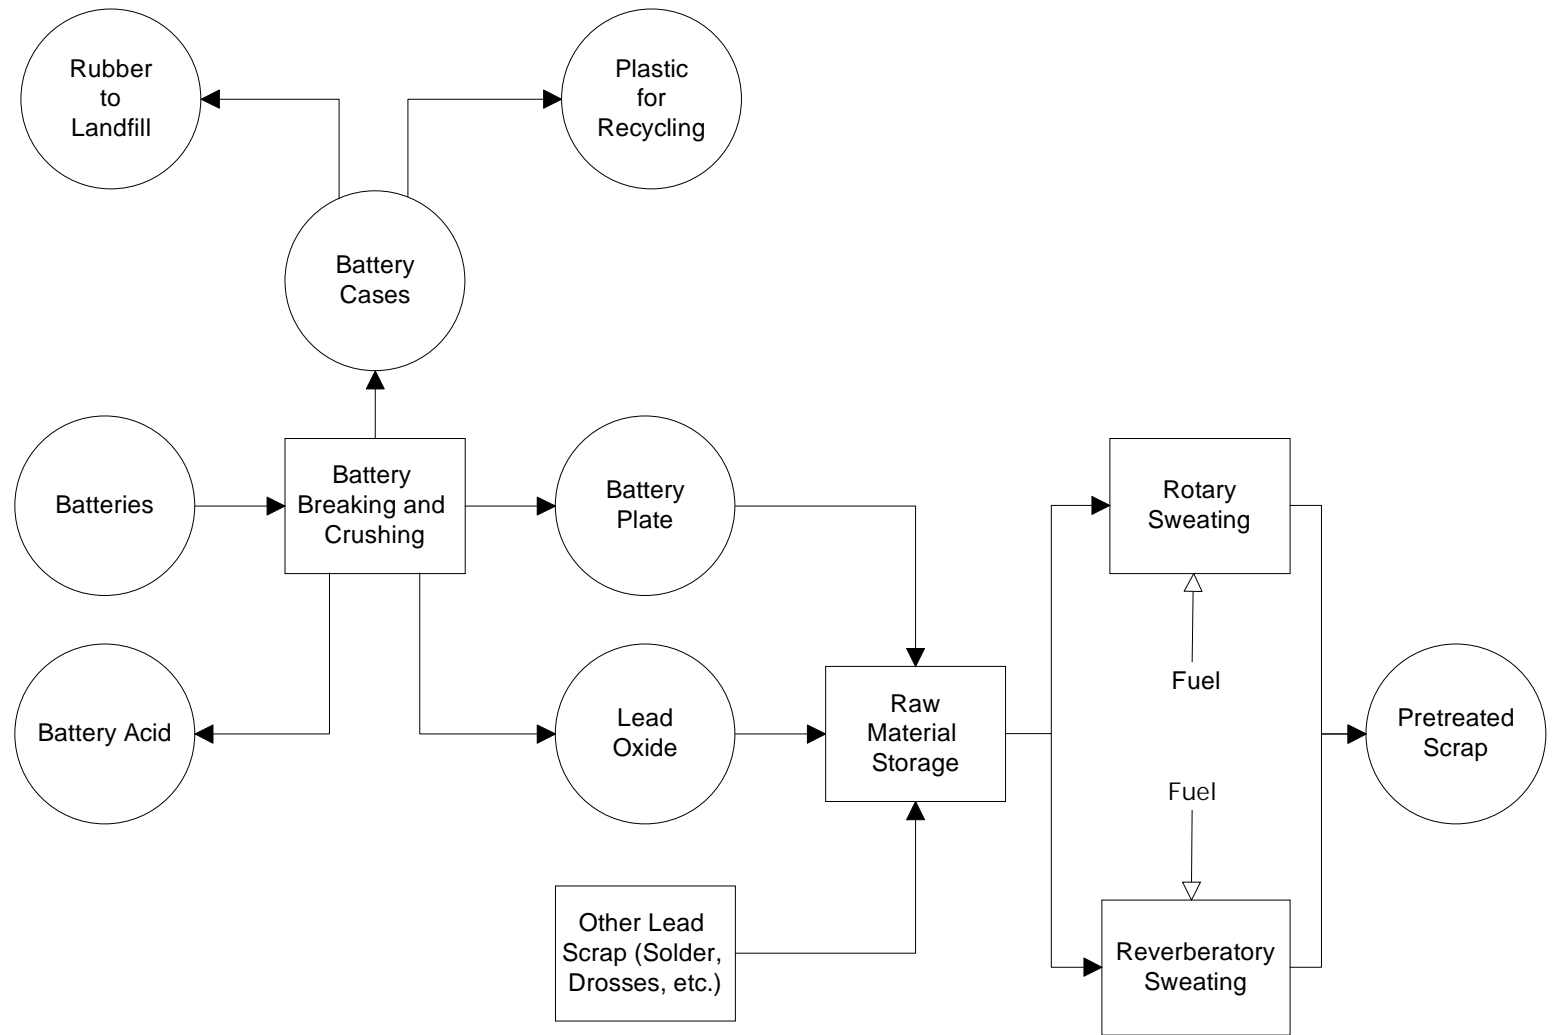 Rubber
to
Landfill
Plastic
for
Recycling
Battery
Cases
Batteries
Battery
Breaking and
Crushing
Battery
Plate
Rotary
Sweating
Fuel
Battery Acid
Lead
Oxide
Raw
Material
Storage
Pretreated
Scrap
Fuel
Other Lead
Scrap (Solder,
Drosses, etc.)
Reverberatory
Sweating